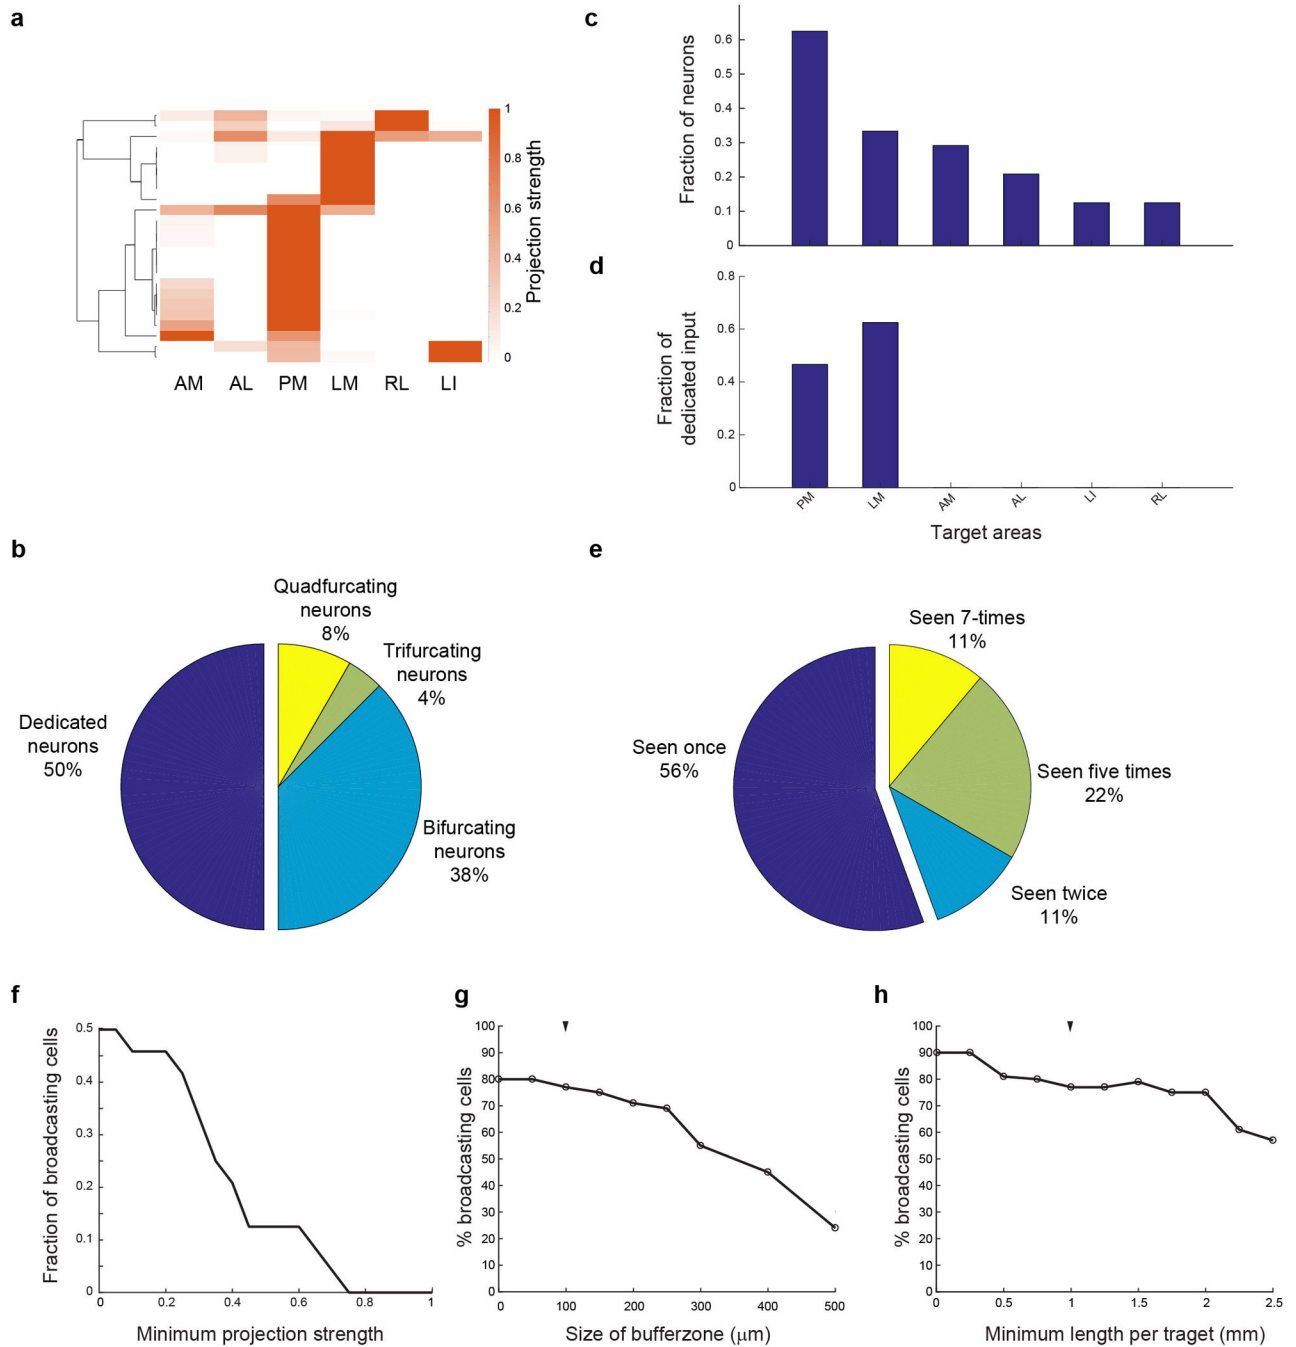 a
1
0.8
0.6
0.4
0.2
0
Projection strength
AM AL PM LM RL LI
c
0.6
0.5
0.4
0.3
0.2
0.1
0
Fraction of neurons
d
0.8
0.6
0.4
0.2
0
Fraction of
dedicated input
PM LM AM AL LI RL
Target areas
b
Quadfurcating
neurons
8%
Trifurcating
neurons
4%
Dedicated
neurons
50%
Bifurcating
neurons
38%
e
Seen 7-times
11%
Seen once
56%
Seen five times
22%
Seen twice
11%
f
0.5
0.4
0.3
0.2
0.1
0
Fraction of broadcasting cells
0 0.2 0.4 0.6 0.8 1
Minimum projection strength
g
100
90
80
70
60
50
40
30
20
10
0
% broadcasting cells
0 100 200 300 400 500
Size of bufferzone (μm)
h
100
90
80
70
60
50
40
30
20
10
0
% broadcasting cells
0 0.5 1 1.5 2 2.5
Minimum length per traget (mm)